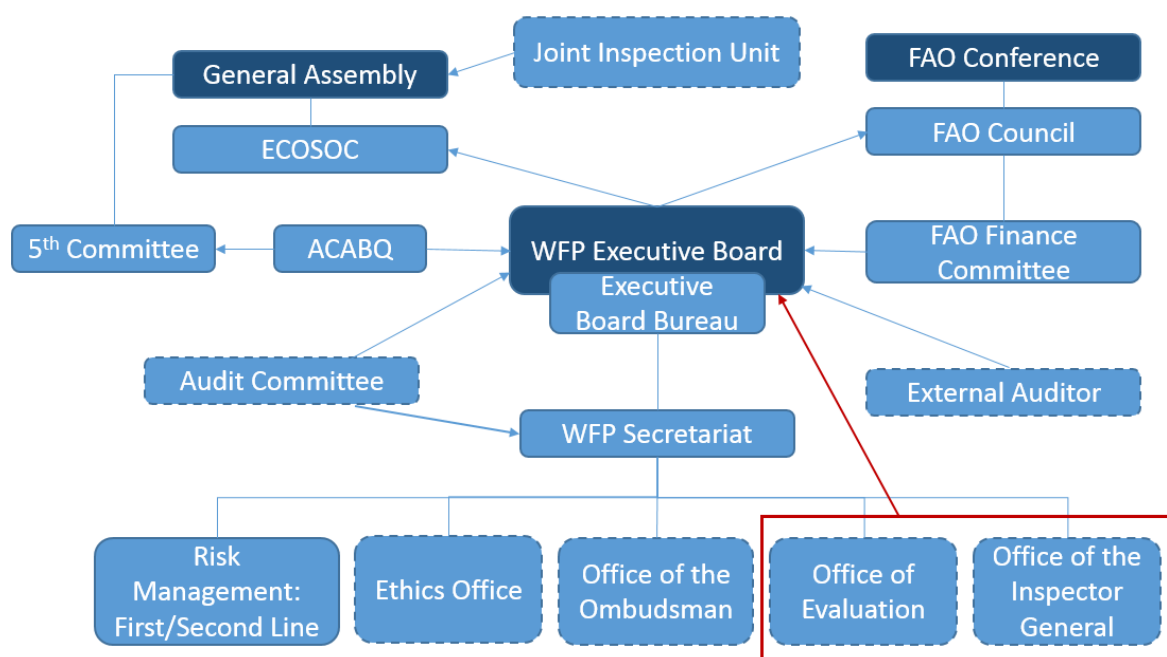 Joint Inspection Unit
General Assembly
FAO Conference
ECOSOC
FAO Council
5th Committee
ACABQ
WFP Executive Board
FAO Finance
Committee
Executive
Board Bureau
Audit Committee
External Auditor
WFP Secretariat
Risk
Management:
First/Second Line
Ethics Office
Office of the
Ombudsman
Office of
Evaluation
Office of the
Inspector
General